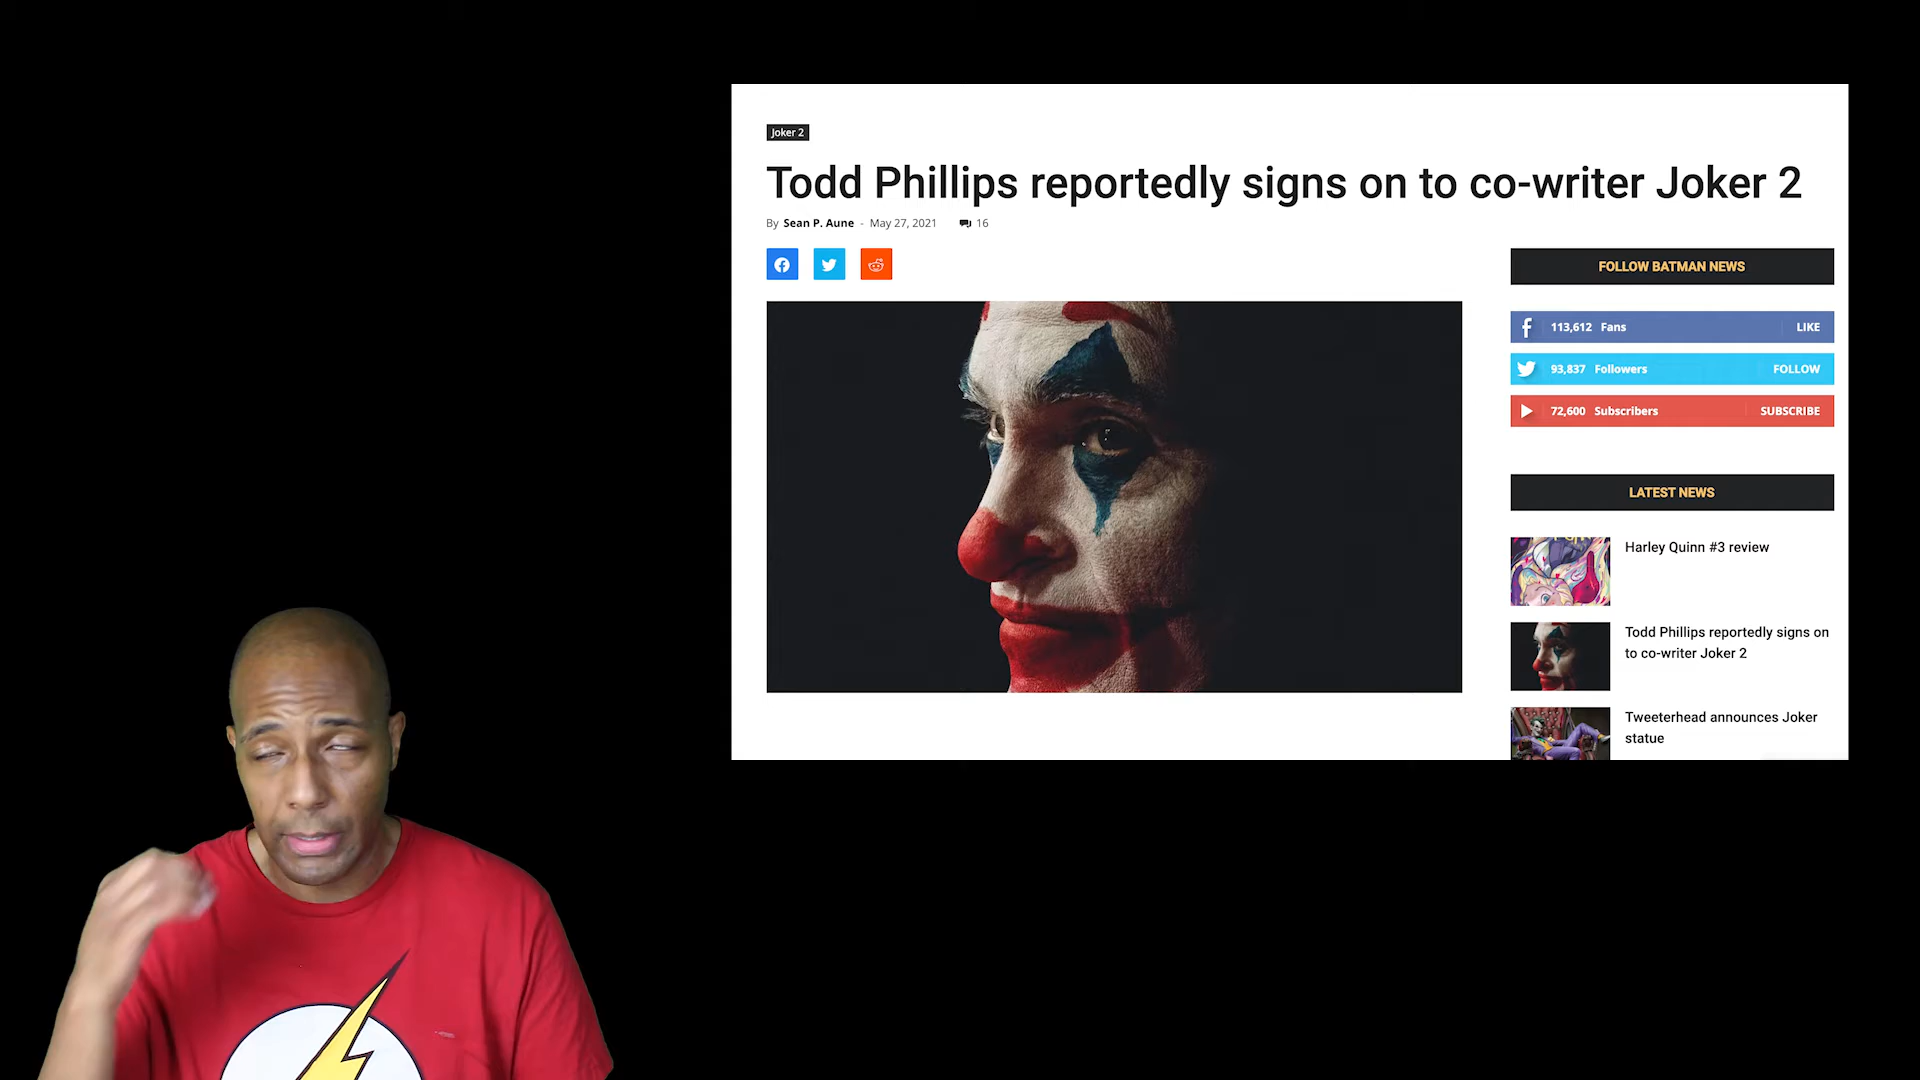 Joker 2
Todd Phillips reportedly signs on to co-writer Joker 2
By Sean P. Aune - May 27, 2021 16
FOLLOW BATMAN NEWS
113,612 Fans LIKE
93,837 Followers FOLLOW
72,600 Subscribers SUBSCRIBE
LATEST NEWS
Harley Quinn #3 review
Todd Phillips reportedly signs on
to co-writer Joker 2
Tweeterhead announces Joker
statue